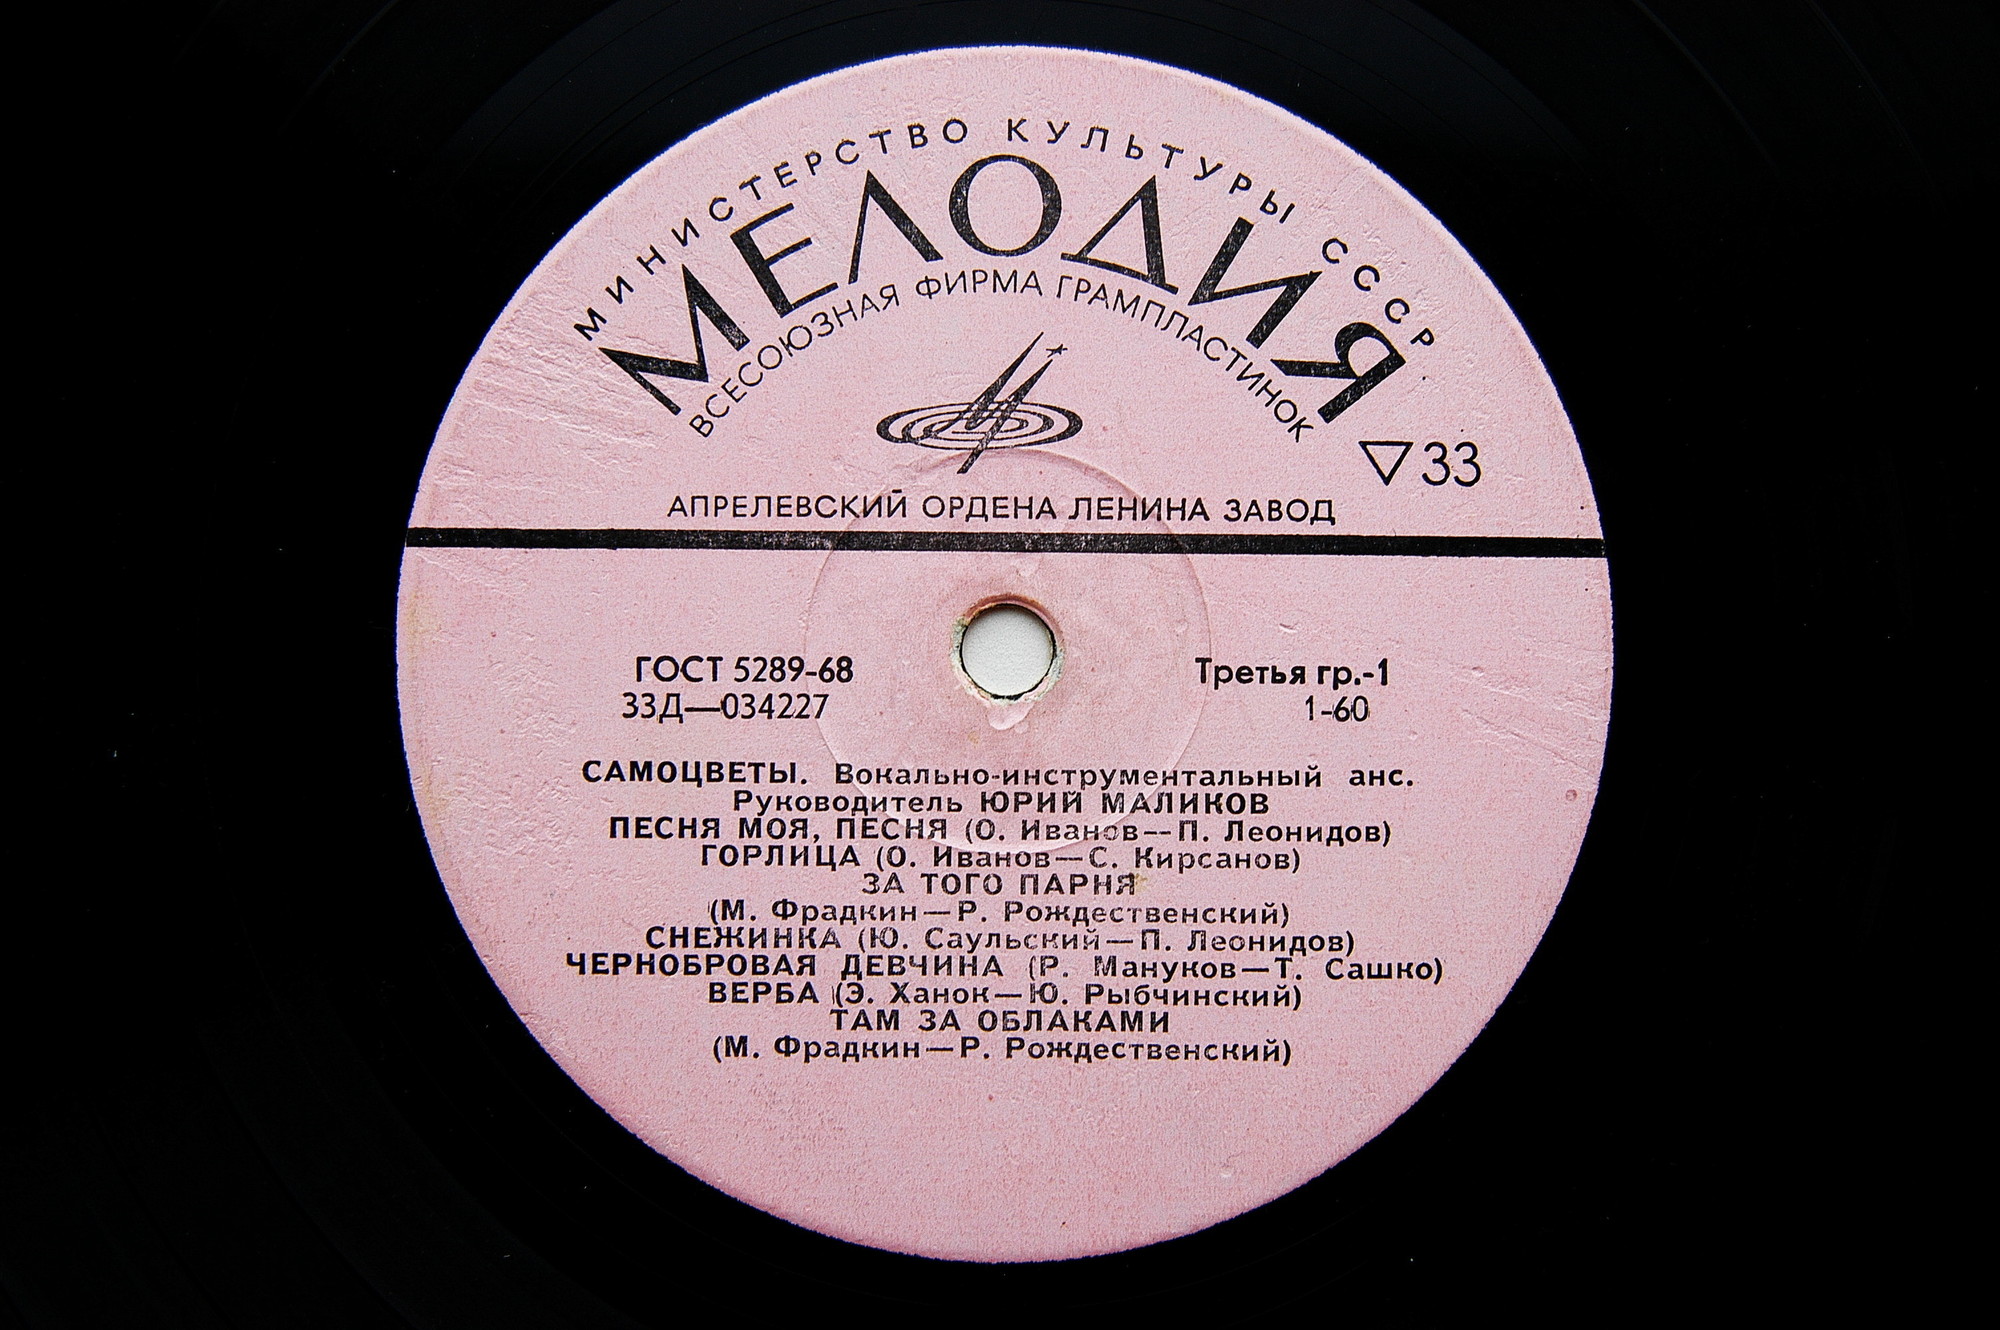 МИНИСТЕРСТВО КУЛЬТУРЫ СССР
МЕЛОДИЯ
ВСЕСОЮЗНАЯ ФИРМА ГРАМПЛАСТИНОК
▽33
АПРЕЛЕВСКИЙ ОРДЕНА ЛЕНИНА ЗАВОД
ГОСТ 5289-68 Третья гр.-1
33Д—034227 1-60
САМОЦВЕТЫ. Вокально-инструментальный анс.
Руководитель ЮРИЙ МАЛИКОВ
ПЕСНЯ МОЯ, ПЕСНЯ (О. Иванов—П. Леонидов)
ГОРЛИЦА (О. Иванов—С. Кирсанов)
ЗА ТОГО ПАРНЯ
(М. Фрадкин—Р. Рождественский)
СНЕЖИНКА (Ю. Саульский—П. Леонидов)
ЧЕРНОБРОВАЯ ДЕВЧИНА (Р. Мануков—Т. Сашко)
ВЕРБА (Э. Ханок—Ю. Рыбчинский)
ТАМ ЗА ОБЛАКАМИ
(М. Фрадкин—Р. Рождественский)